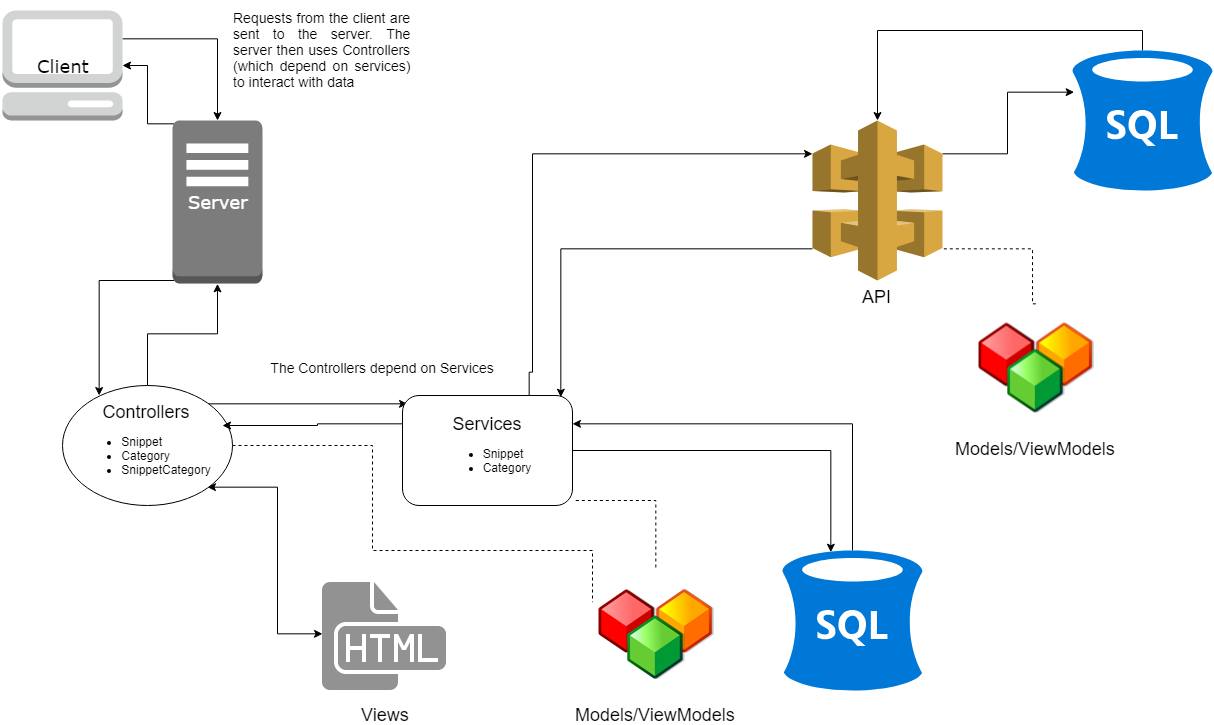 Requests from the client are
sent to the server. The
server then uses Controllers
(which depend on services)
to interact with data
Client
SQL
Server
API
The Controllers depend on Services
Controllers
• Snippet
• Category
• SnippetCategory
Services
• Snippet
• Category
Models/ViewModels
SQL
HTML
Views
Models/ViewModels